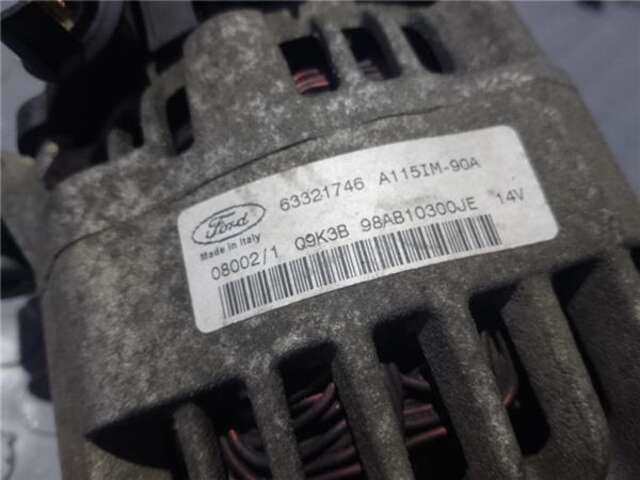 63321746 A115IM-90A
Ford
Made in Italy
08002/1 Q9K3B 98AB10300JE 14V